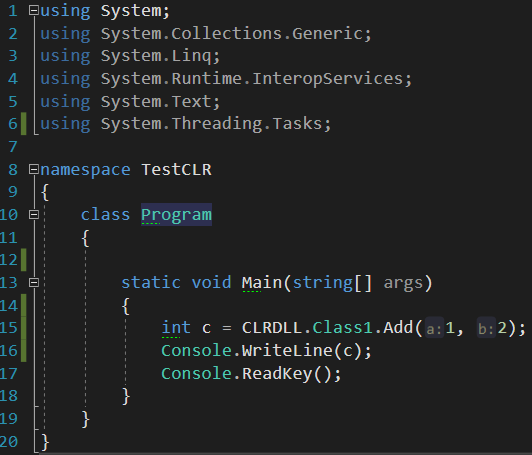 1 using System;
2 using System.Collections.Generic;
3 using System.Linq;
4 using System.Runtime.InteropServices;
5 using System.Text;
6 using System.Threading.Tasks;
7
8 namespace TestCLR
9 {
10 class Program
11 {
12
13 static void Main(string[] args)
14 {
15 int c = CLRDLL.Class1.Add(a:1, b:2);
16 Console.WriteLine(c);
17 Console.ReadKey();
18 }
19 }
20 }